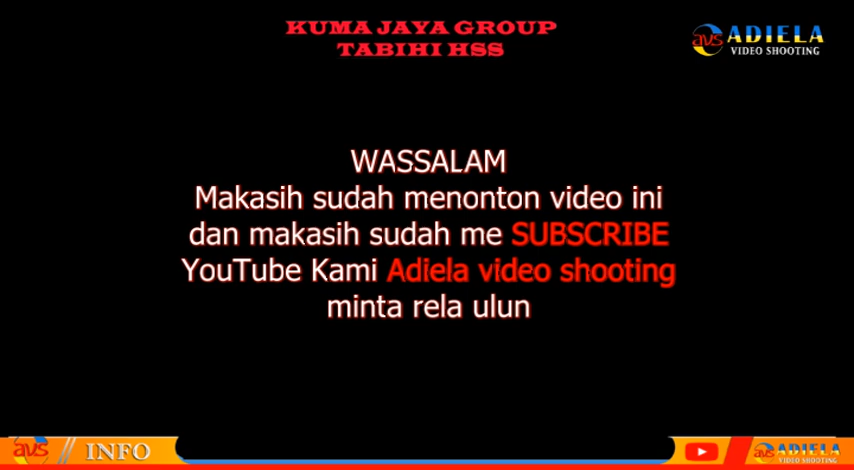 KUMA JAYA GROUP
TABIHI HSS
avs ADIELA
VIDEO SHOOTING
WASSALAM
Makasih sudah menonton video ini
dan makasih sudah me SUBSCRIBE
YouTube Kami Adiela video shooting
minta rela ulun
avs // INFO
avs ADIELA
VIDEO SHOOTING